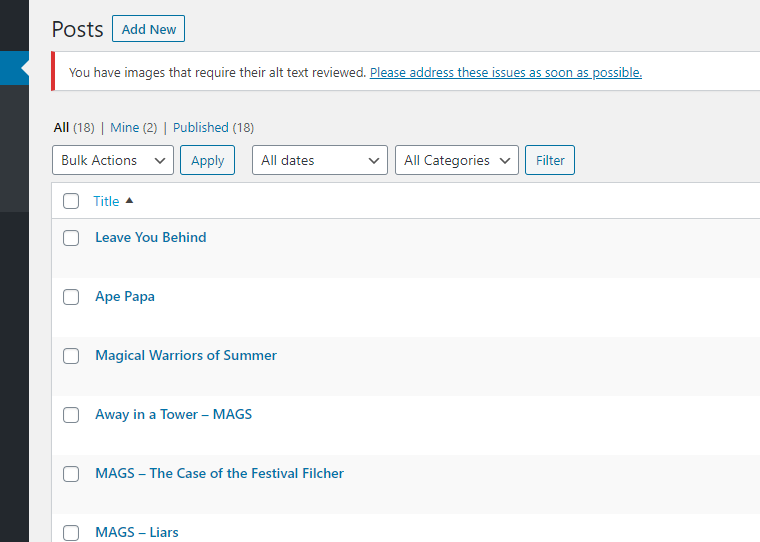 Posts Add New
You have images that require their alt text reviewed. Please address these issues as soon as possible.
All (18) | Mine (2) | Published (18)
Bulk Actions Apply All dates All Categories Filter
Title
Leave You Behind
Ape Papa
Magical Warriors of Summer
Away in a Tower – MAGS
MAGS – The Case of the Festival Filcher
MAGS – Liars